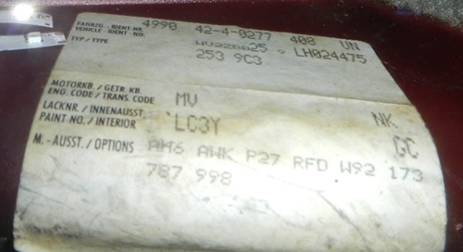 4990 42-4-0277 408 UN
FAHRZG.-IDENT-NR.
VEHICLE-IDENT-NO.
LH024475
TYP / TYPE
253 9C3
MOTORKB. / GETR. KB.
ENG. CODE / TRANS. CODE MV
NK
LACKNR. / INNENAUSST.
PAINT NO. / INTERIOR LC3Y GC
M.-AUSST. / OPTIONS AM6 AWK P27 RFD W92 173
787 998